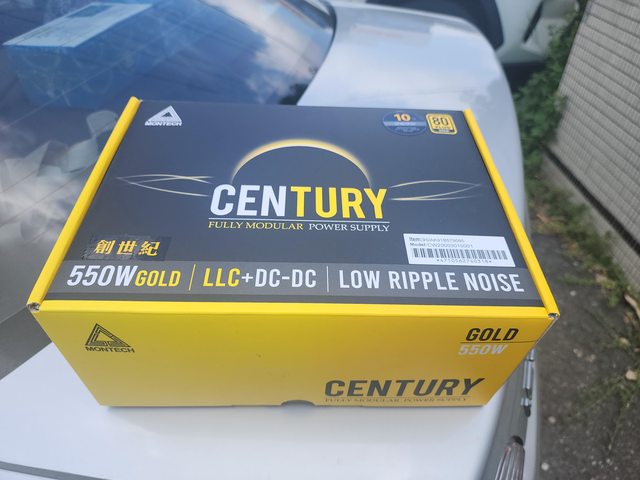 MONTECH
10
80
PLUS
CENTURY
FULLY MODULAR POWER SUPPLY
創世紀
550W GOLD | LLC+DC-DC | LOW RIPPLE NOISE
MONTECH
GOLD
550W
CENTURY
FULLY MODULAR POWER SUPPLY